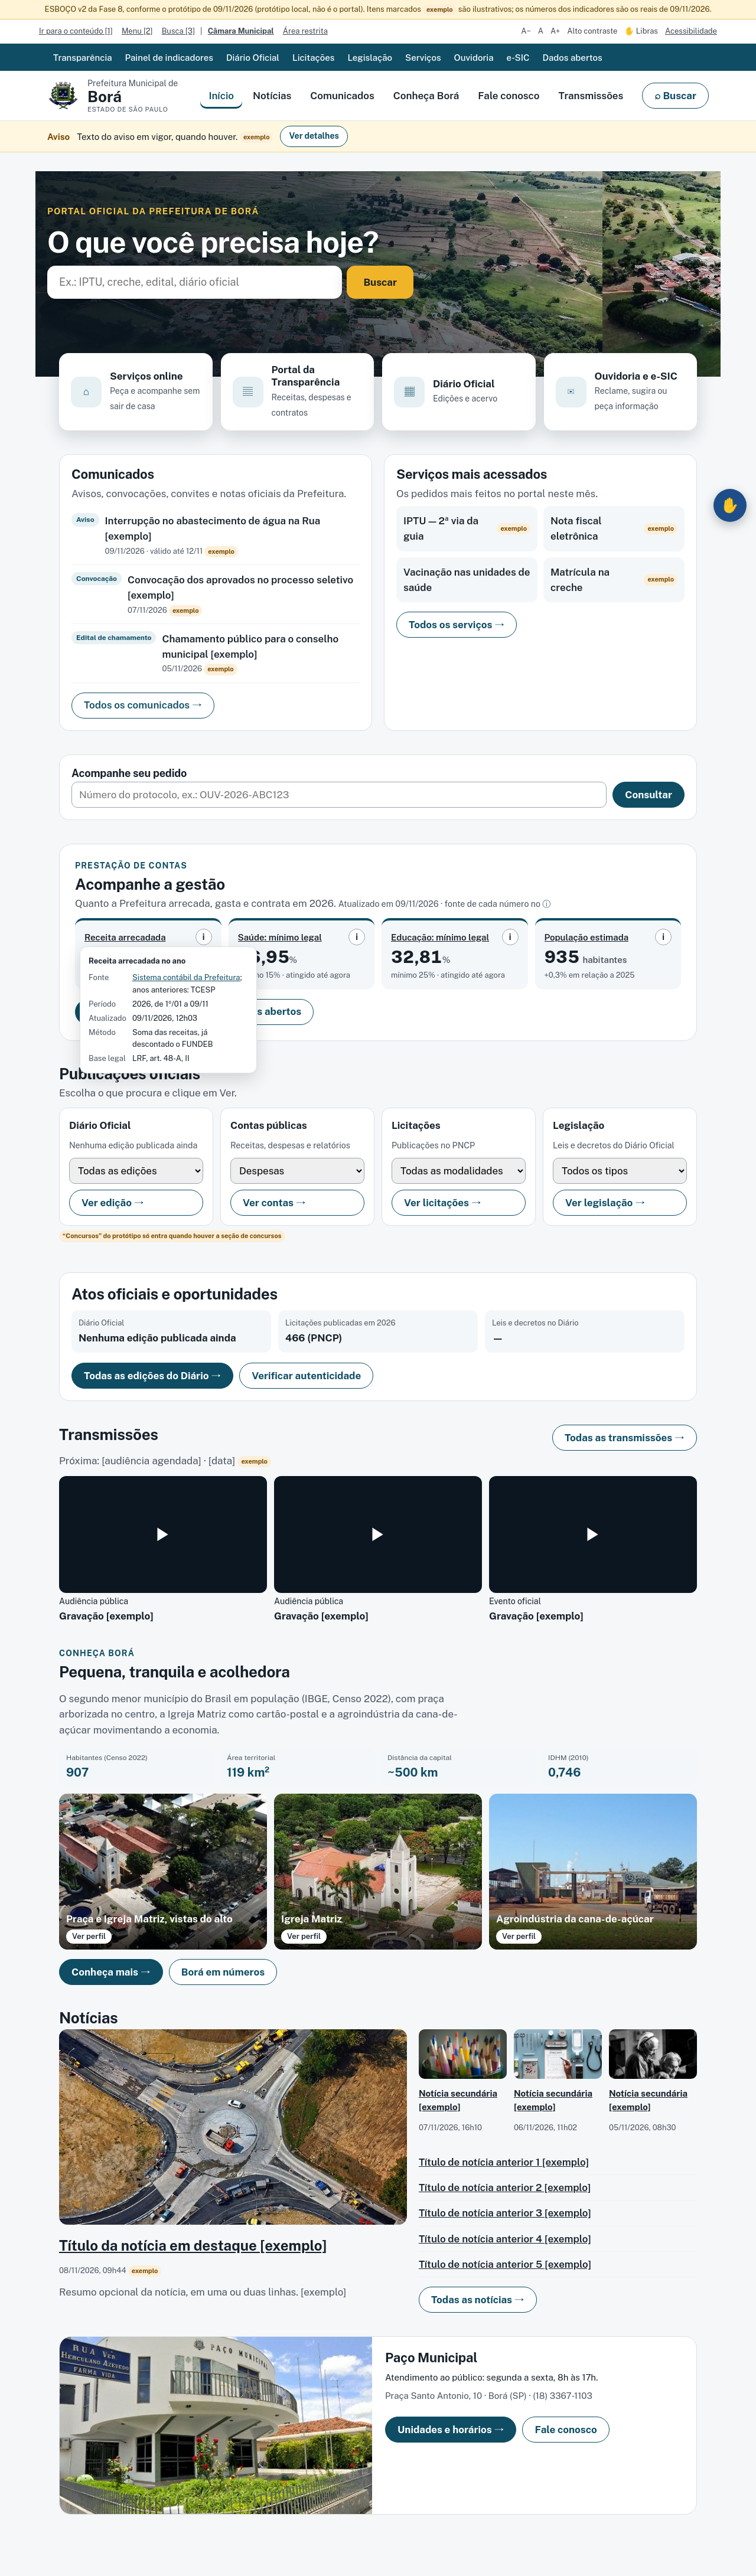 ESBOÇO v2 da Fase 8, conforme o protótipo de 09/11/2026 (protótipo local, não é o portal). Itens marcados exemplo são ilustrativos; os números dos indicadores são os reais de 09/11/2026.
Ir para o conteúdo [1] Menu [2] Busca [3] | Câmara Municipal Área restrita
A− A A+ Alto contraste ✋ Libras Acessibilidade
Transparência Painel de indicadores Diário Oficial Licitações Legislação Serviços Ouvidoria e-SIC Dados abertos
Prefeitura Municipal de
Borá
ESTADO DE SÃO PAULO
Início Notícias Comunicados Conheça Borá Fale conosco Transmissões ⌕ Buscar
Aviso Texto do aviso em vigor, quando houver. exemplo Ver detalhes
PORTAL OFICIAL DA PREFEITURA DE BORÁ
O que você precisa hoje?
Ex.: IPTU, creche, edital, diário oficial
Buscar
Serviços online
Peça e acompanhe sem
sair de casa
Portal da
Transparência
Receitas, despesas e
contratos
Diário Oficial
Edições e acervo
Ouvidoria e e-SIC
Reclame, sugira ou
peça informação
Comunicados
Avisos, convocações, convites e notas oficiais da Prefeitura.
Aviso Interrupção no abastecimento de água na Rua
[exemplo]
09/11/2026 · válido até 12/11 exemplo
Convocação Convocação dos aprovados no processo seletivo
[exemplo]
07/11/2026 exemplo
Edital de chamamento Chamamento público para o conselho
municipal [exemplo]
05/11/2026 exemplo
Todos os comunicados →
Serviços mais acessados
Os pedidos mais feitos no portal neste mês.
IPTU — 2ª via da
guia exemplo
Nota fiscal
eletrônica exemplo
Vacinação nas unidades de
saúde
Matrícula na
creche exemplo
Todos os serviços →
Acompanhe seu pedido
Número do protocolo, ex.: OUV-2026-ABC123
Consultar
PRESTAÇÃO DE CONTAS
Acompanhe a gestão
Quanto a Prefeitura arrecada, gasta e contrata em 2026. Atualizado em 09/11/2026 · fonte de cada número no ⓘ
Receita arrecadada i
Saúde: mínimo legal i
6,95%
no 15% · atingido até agora
Educação: mínimo legal i
32,81%
mínimo 25% · atingido até agora
População estimada i
935 habitantes
+0,3% em relação a 2025
s abertos
Receita arrecadada no ano
Fonte Sistema contábil da Prefeitura;
anos anteriores: TCESP
Período 2026, de 1º/01 a 09/11
Atualizado 09/11/2026, 12h03
Método Soma das receitas, já
descontado o FUNDEB
Base legal LRF, art. 48-A, II
Publicações oficiais
Escolha o que procura e clique em Ver.
Diário Oficial
Nenhuma edição publicada ainda
Todas as edições
Ver edição →
Contas públicas
Receitas, despesas e relatórios
Despesas
Ver contas →
Licitações
Publicações no PNCP
Todas as modalidades
Ver licitações →
Legislação
Leis e decretos do Diário Oficial
Todos os tipos
Ver legislação →
"Concursos" do protótipo só entra quando houver a seção de concursos
Atos oficiais e oportunidades
Diário Oficial
Nenhuma edição publicada ainda
Licitações publicadas em 2026
466 (PNCP)
Leis e decretos no Diário
—
Todas as edições do Diário →
Verificar autenticidade
Transmissões
Todas as transmissões →
Próxima: [audiência agendada] · [data] exemplo
Audiência pública
Gravação [exemplo]
Audiência pública
Gravação [exemplo]
Evento oficial
Gravação [exemplo]
CONHEÇA BORÁ
Pequena, tranquila e acolhedora
O segundo menor município do Brasil em população (IBGE, Censo 2022), com praça
arborizada no centro, a Igreja Matriz como cartão-postal e a agroindústria da cana-de-
açúcar movimentando a economia.
Habitantes (Censo 2022)
907
Área territorial
119 km²
Distância da capital
~500 km
IDHM (2010)
0,746
Praça e Igreja Matriz, vistas do alto
Ver perfil
Igreja Matriz
Ver perfil
Agroindústria da cana-de-açúcar
Ver perfil
Conheça mais →
Borá em números
Notícias
Título da notícia em destaque [exemplo]
08/11/2026, 09h44 exemplo
Resumo opcional da notícia, em uma ou duas linhas. [exemplo]
Notícia secundária
[exemplo]
07/11/2026, 16h10
Notícia secundária
[exemplo]
06/11/2026, 11h02
Notícia secundária
[exemplo]
05/11/2026, 08h30
Título de notícia anterior 1 [exemplo]
Título de notícia anterior 2 [exemplo]
Título de notícia anterior 3 [exemplo]
Título de notícia anterior 4 [exemplo]
Título de notícia anterior 5 [exemplo]
Todas as notícias →
RUA VER
HERCULANO AZEVEDO
FARMA VIDA
PAÇO MUNICIPAL
Paço Municipal
Atendimento ao público: segunda a sexta, 8h às 17h.
Praça Santo Antonio, 10 · Borá (SP) · (18) 3367-1103
Unidades e horários →
Fale conosco